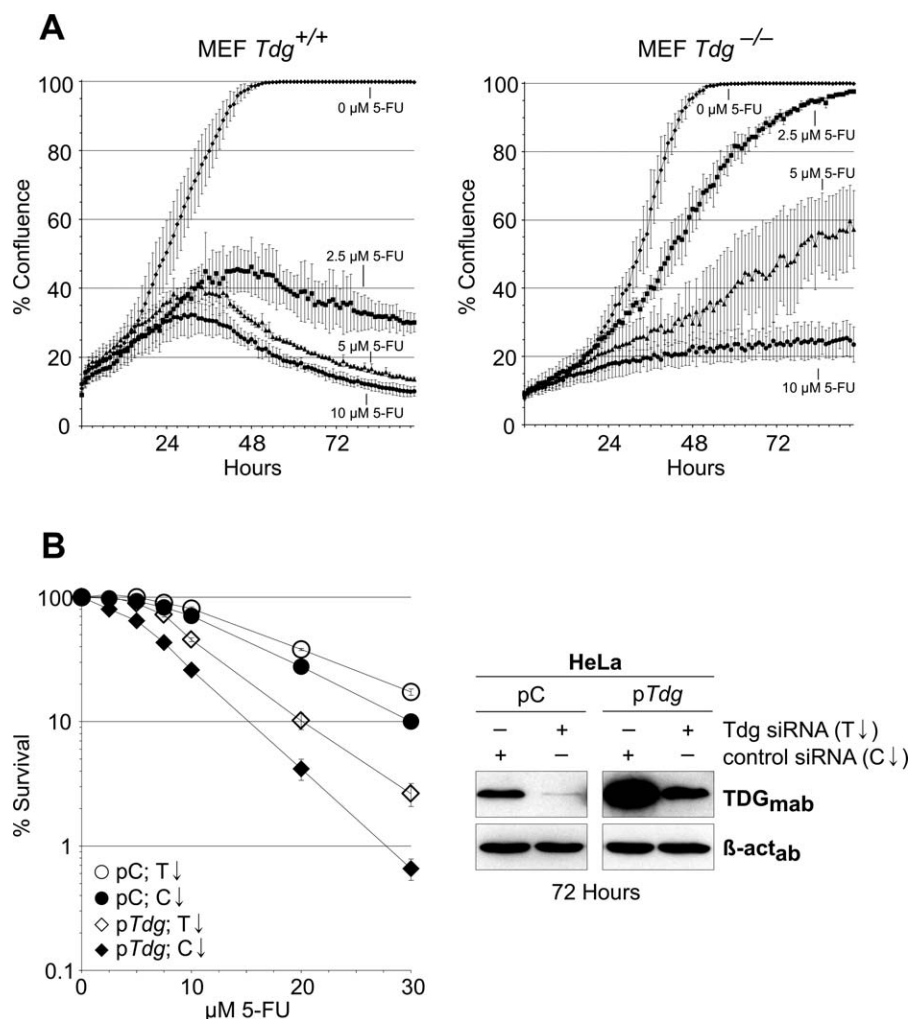 A
MEF Tdg+/+
MEF Tdg −/−
% Confluence
100
80
60
40
20
0
24
48
72
Hours
0 µM 5-FU
2.5 µM 5-FU
5 µM 5-FU
10 µM 5-FU
% Confluence
100
80
60
40
20
0
24
48
72
Hours
0 µM 5-FU
2.5 µM 5-FU
5 µM 5-FU
10 µM 5-FU
B
% Survival
100
10
1
0.1
0
10
20
30
µM 5-FU
pC; T↓
pC; C↓
pTdg; T↓
pTdg; C↓
HeLa
pC
pTdg
− + − + Tdg siRNA (T↓)
+ − + − control siRNA (C↓)
TDGmab
ß-actab
72 Hours